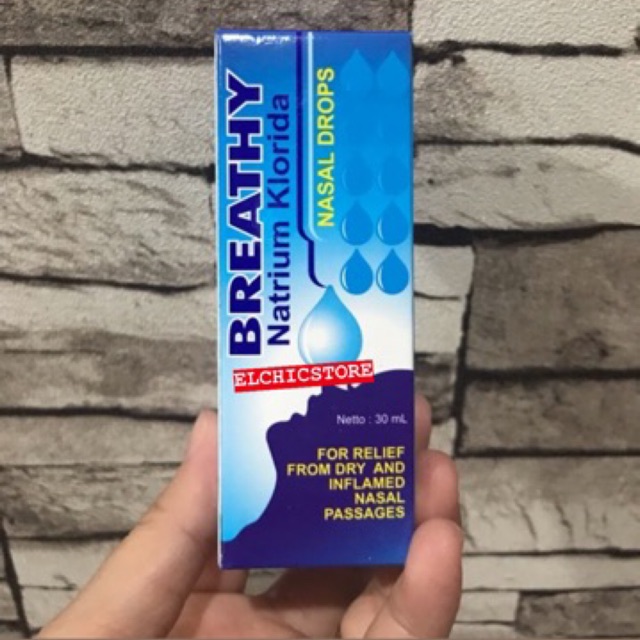 BREATHY
Natrium Klorida
NASAL DROPS
ELCHICSTORE
Netto : 30 mL
FOR RELIEF
FROM DRY AND
INFLAMED
NASAL
PASSAGES